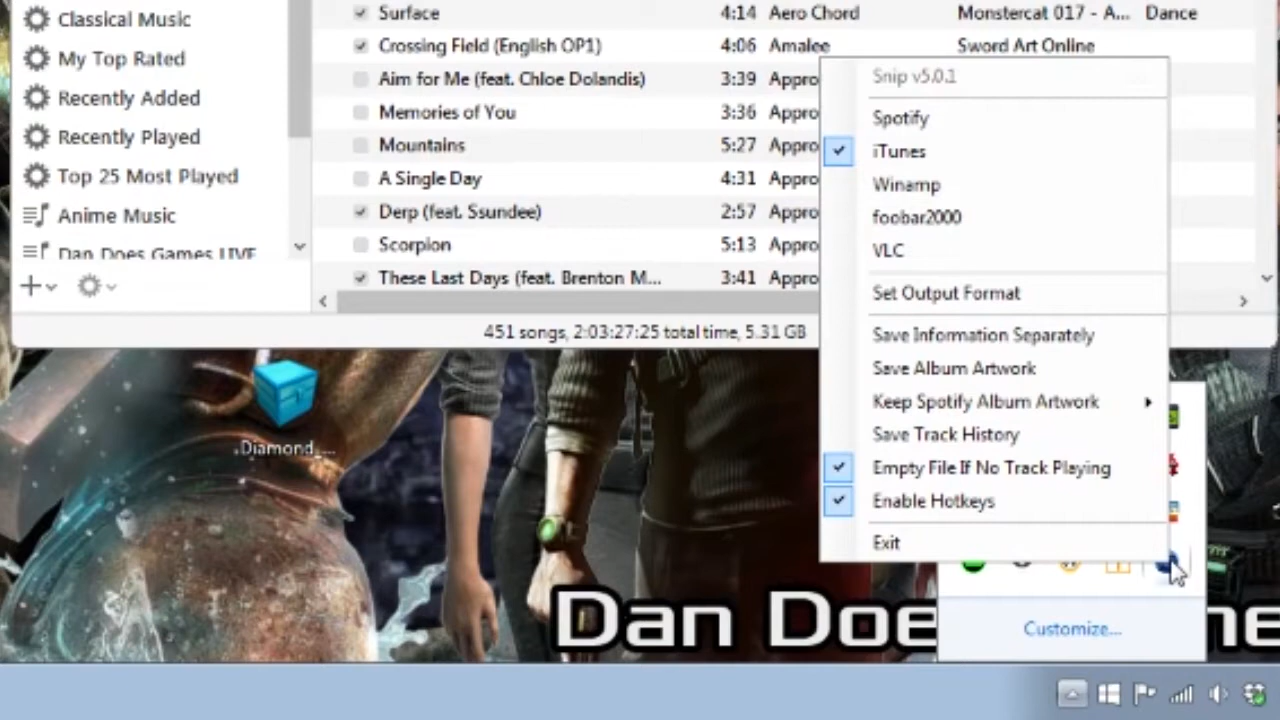 Classical Music
My Top Rated
Recently Added
Recently Played
Top 25 Most Played
Anime Music
Dan Does Games LIVE
Surface 4:14 Aero Chord Monstercat 017 - A... Dance
Crossing Field (English OP1) 4:06 Amalee Sword Art Online
Aim for Me (feat. Chloe Dolandis) 3:39 Appro
Memories of You 3:36 Appro
Mountains 5:27 Appro
A Single Day 4:31 Appro
Derp (feat. Ssundee) 2:57 Appro
Scorpion 5:13 Appro
These Last Days (feat. Brenton M... 3:41 Appro
451 songs, 2:03:27:25 total time, 5.31 GB
Snip v5.0.1
Spotify
iTunes
Winamp
foobar2000
VLC
Set Output Format
Save Information Separately
Save Album Artwork
Keep Spotify Album Artwork
Save Track History
Empty File If No Track Playing
Enable Hotkeys
Exit
Diamond_...
Dan Doe
me
Customize...